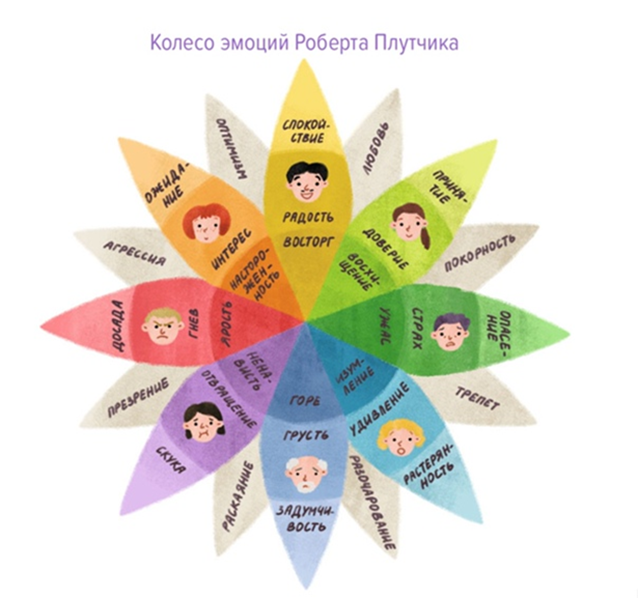 Колесо эмоций Роберта Плутчика
СПОКОЙ-
СТВИЕ
РАДОСТЬ
ВОСТОРГ
ЛЮБОВЬ
ПРИНЯ-
ТИЕ
ДОВЕРИЕ
ВОСХИ-
ЩЕНИЕ
ПОКОРНОСТЬ
ОПАСЕ-
НИЕ
СТРАХ
УЖАС
ТРЕПЕТ
ИЗУМ-
ЛЕНИЕ
УДИВЛЕНИЕ
РАСТЕРЯН-
НОСТЬ
РАЗОЧАРОВАНИЕ
ГОРЕ
ГРУСТЬ
ЗАДУМЧИ-
ВОСТЬ
РАСКАЯНИЕ
НЕНА-
ВИСТЬ
ОТВРАЩЕНИЕ
СКУКА
ПРЕЗРЕНИЕ
ДОСАДА
ГНЕВ
ЯРОСТЬ
АГРЕССИЯ
ОЖИДА-
НИЕ
ИНТЕРЕС
НАСТОРО-
ЖЕН-
НОСТЬ
ОПТИМИЗМ